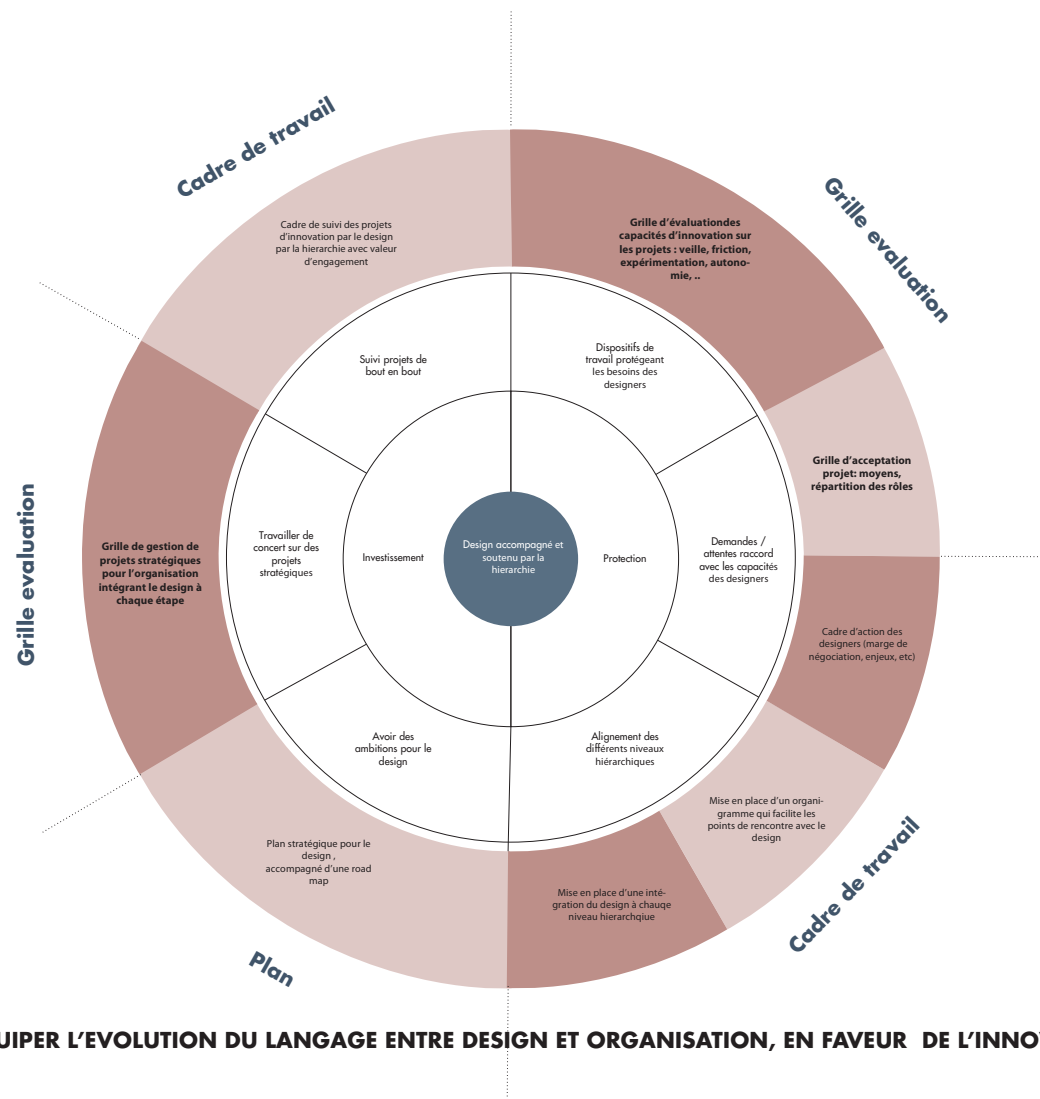 Cadre de travail
Grille evaluation
Cadre de suivi des projets
d'innovation par le design
par la hierarchie avec valeur
d'engagement
Grille d'évaluationdes
capacités d'innovation sur
les projets : veille, friction,
expérimentation, autono-
mie, ..
Suivi projets de
bout en bout
Dispositifs de
travail protégeant
les besoins des
designers
Grille d'acceptation
projet: moyens,
répartition des rôles
Grille evaluation
Grille de gestion de
projets stratégiques
pour l'organisation
intégrant le design à
chaque étape
Travailler de
concert sur des
projets
stratégiques
Investissement
Design accompagné et
soutenu par la
hierarchie
Protection
Demandes /
attentes raccord
avec les capacités
des designers
Cadre d'action des
designers (marge de
négociation, enjeux, etc)
Avoir des
ambitions pour le
design
Alignement des
différents niveaux
hiérarchiques
Mise en place d'un organi-
gramme qui facilite les
points de rencontre avec le
design
Plan stratégique pour le
design ,
accompagné d'une road
map
Mise en place d'une inté-
gration du design à chauqe
niveau hierarchqiue
Cadre de travail
Plan
UIPER L'EVOLUTION DU LANGAGE ENTRE DESIGN ET ORGANISATION, EN FAVEUR  DE L'INNO